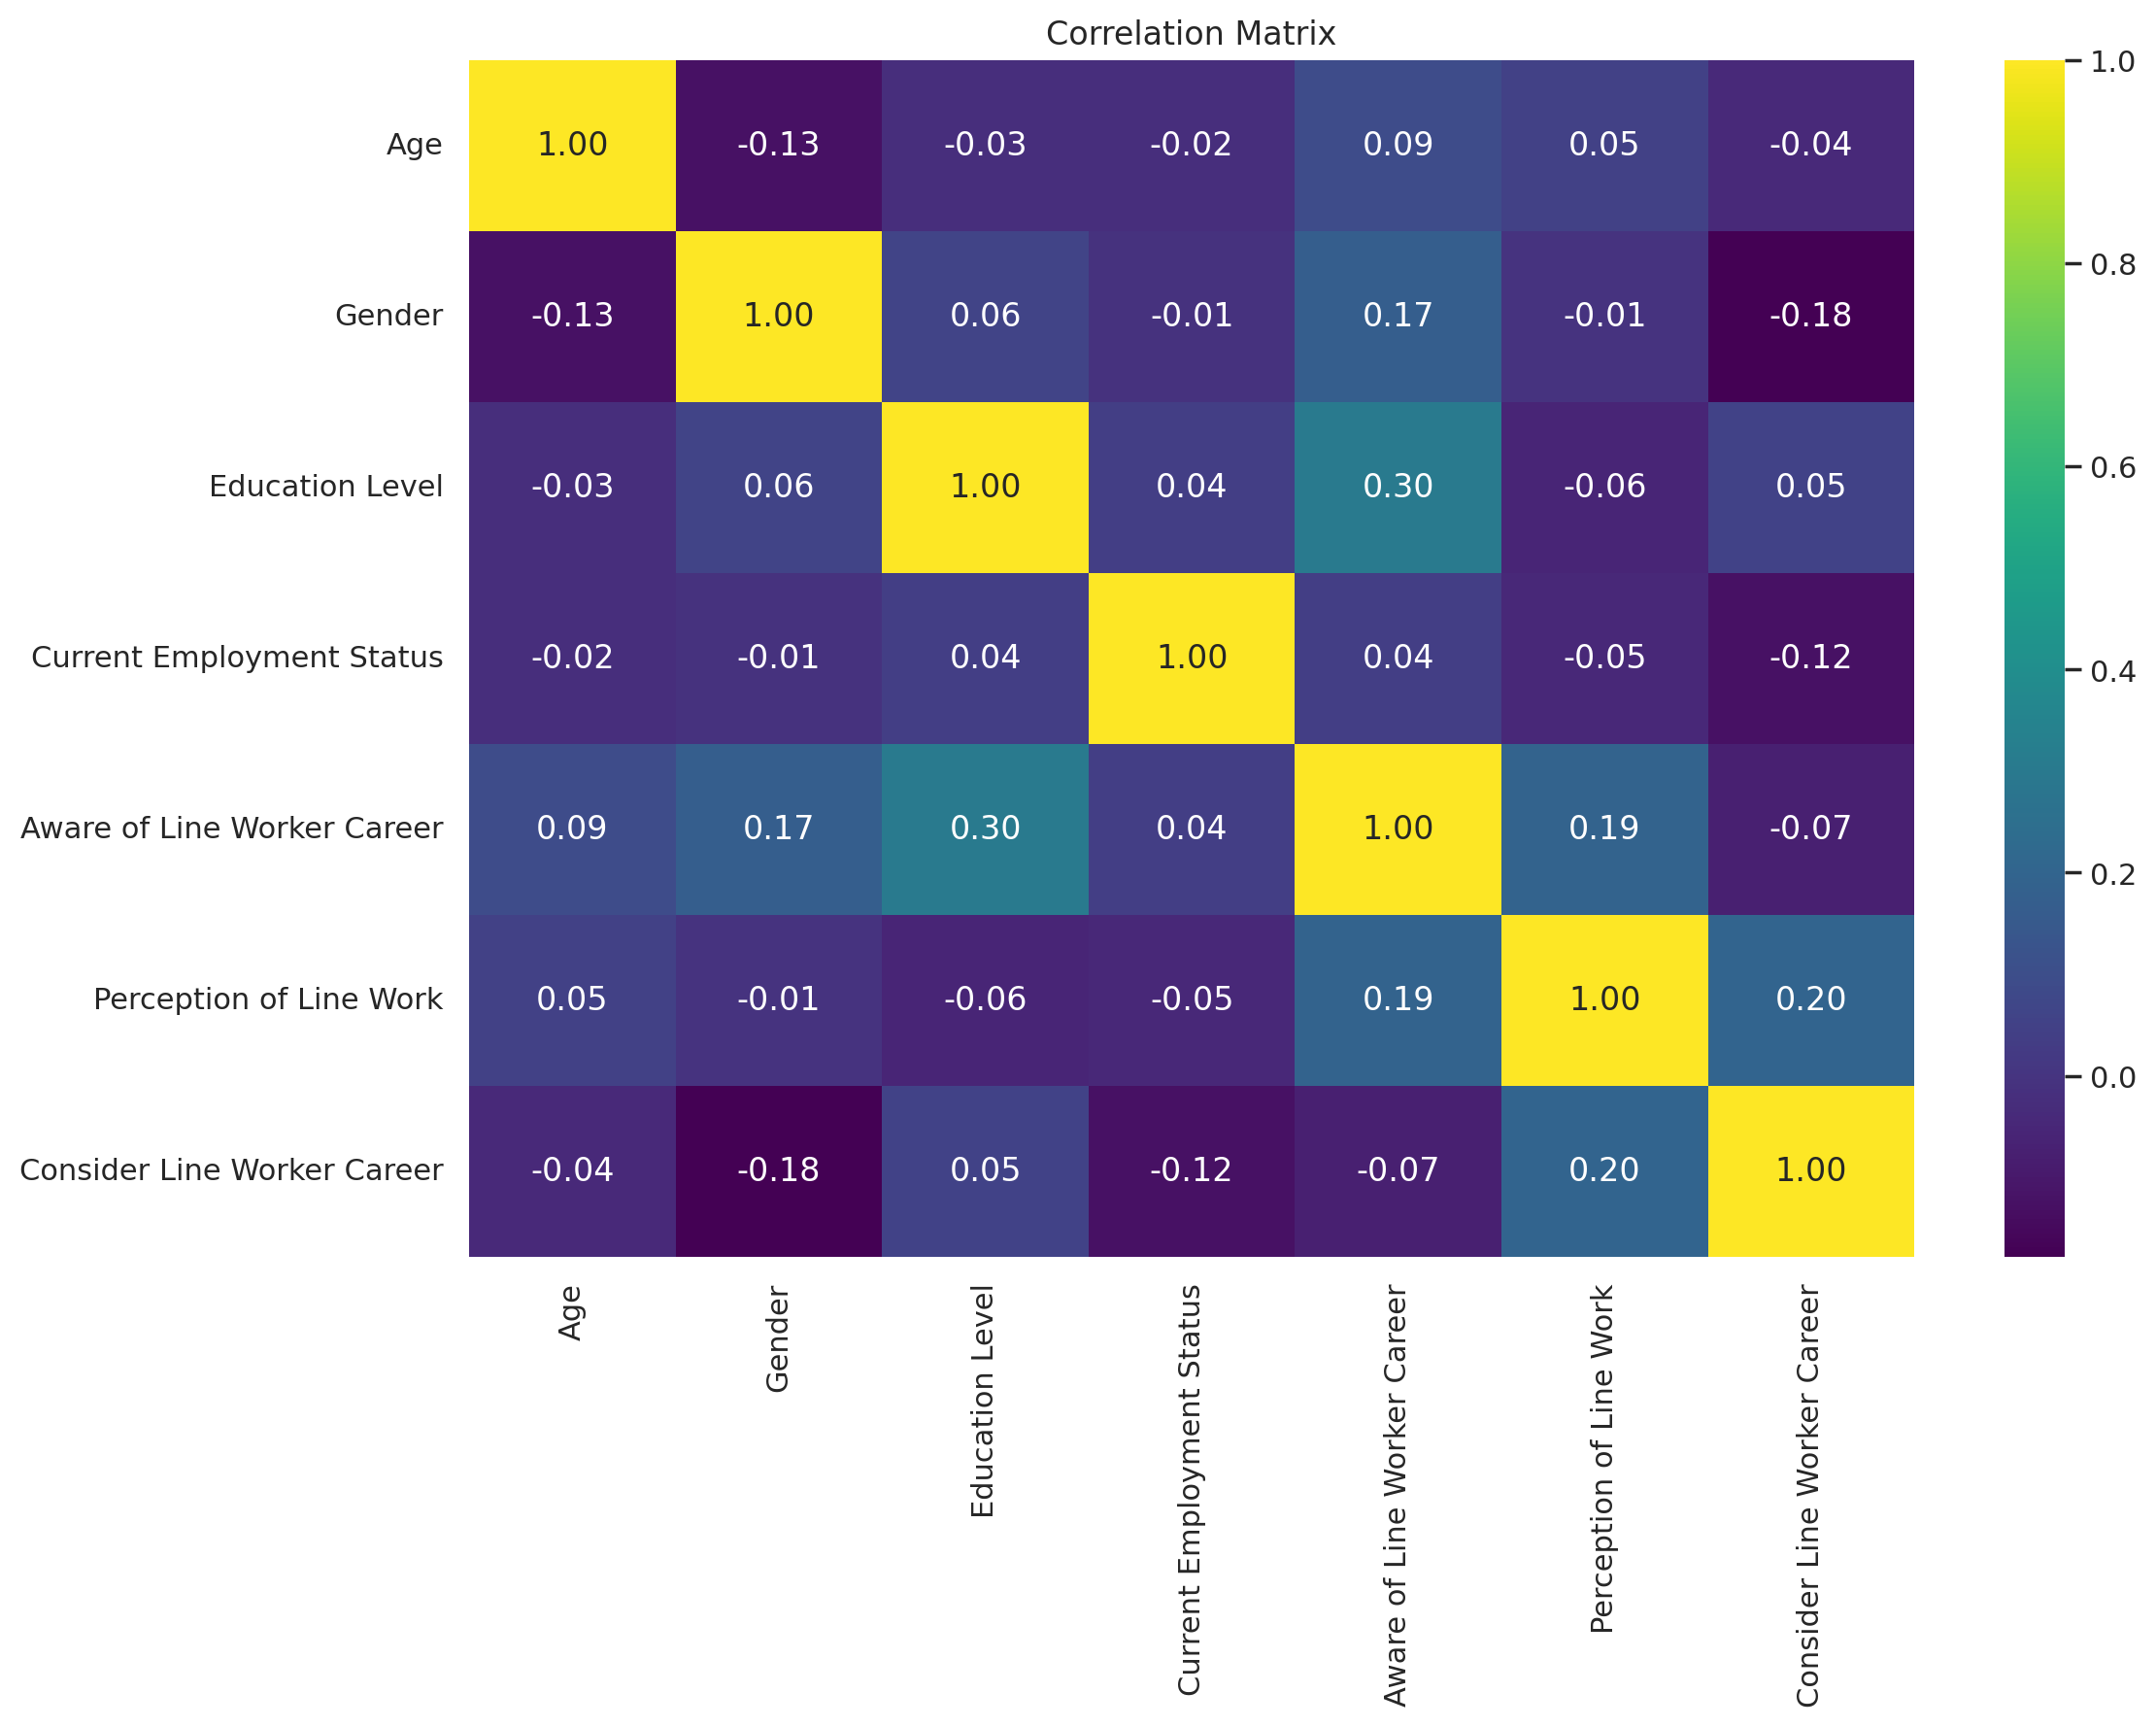 Correlation Matrix
Age 1.00 -0.13 -0.03 -0.02 0.09 0.05 -0.04
Gender -0.13 1.00 0.06 -0.01 0.17 -0.01 -0.18
Education Level -0.03 0.06 1.00 0.04 0.30 -0.06 0.05
Current Employment Status -0.02 -0.01 0.04 1.00 0.04 -0.05 -0.12
Aware of Line Worker Career 0.09 0.17 0.30 0.04 1.00 0.19 -0.07
Perception of Line Work 0.05 -0.01 -0.06 -0.05 0.19 1.00 0.20
Consider Line Worker Career -0.04 -0.18 0.05 -0.12 -0.07 0.20 1.00
Age
Gender
Education Level
Current Employment Status
Aware of Line Worker Career
Perception of Line Work
Consider Line Worker Career
1.0
0.8
0.6
0.4
0.2
0.0